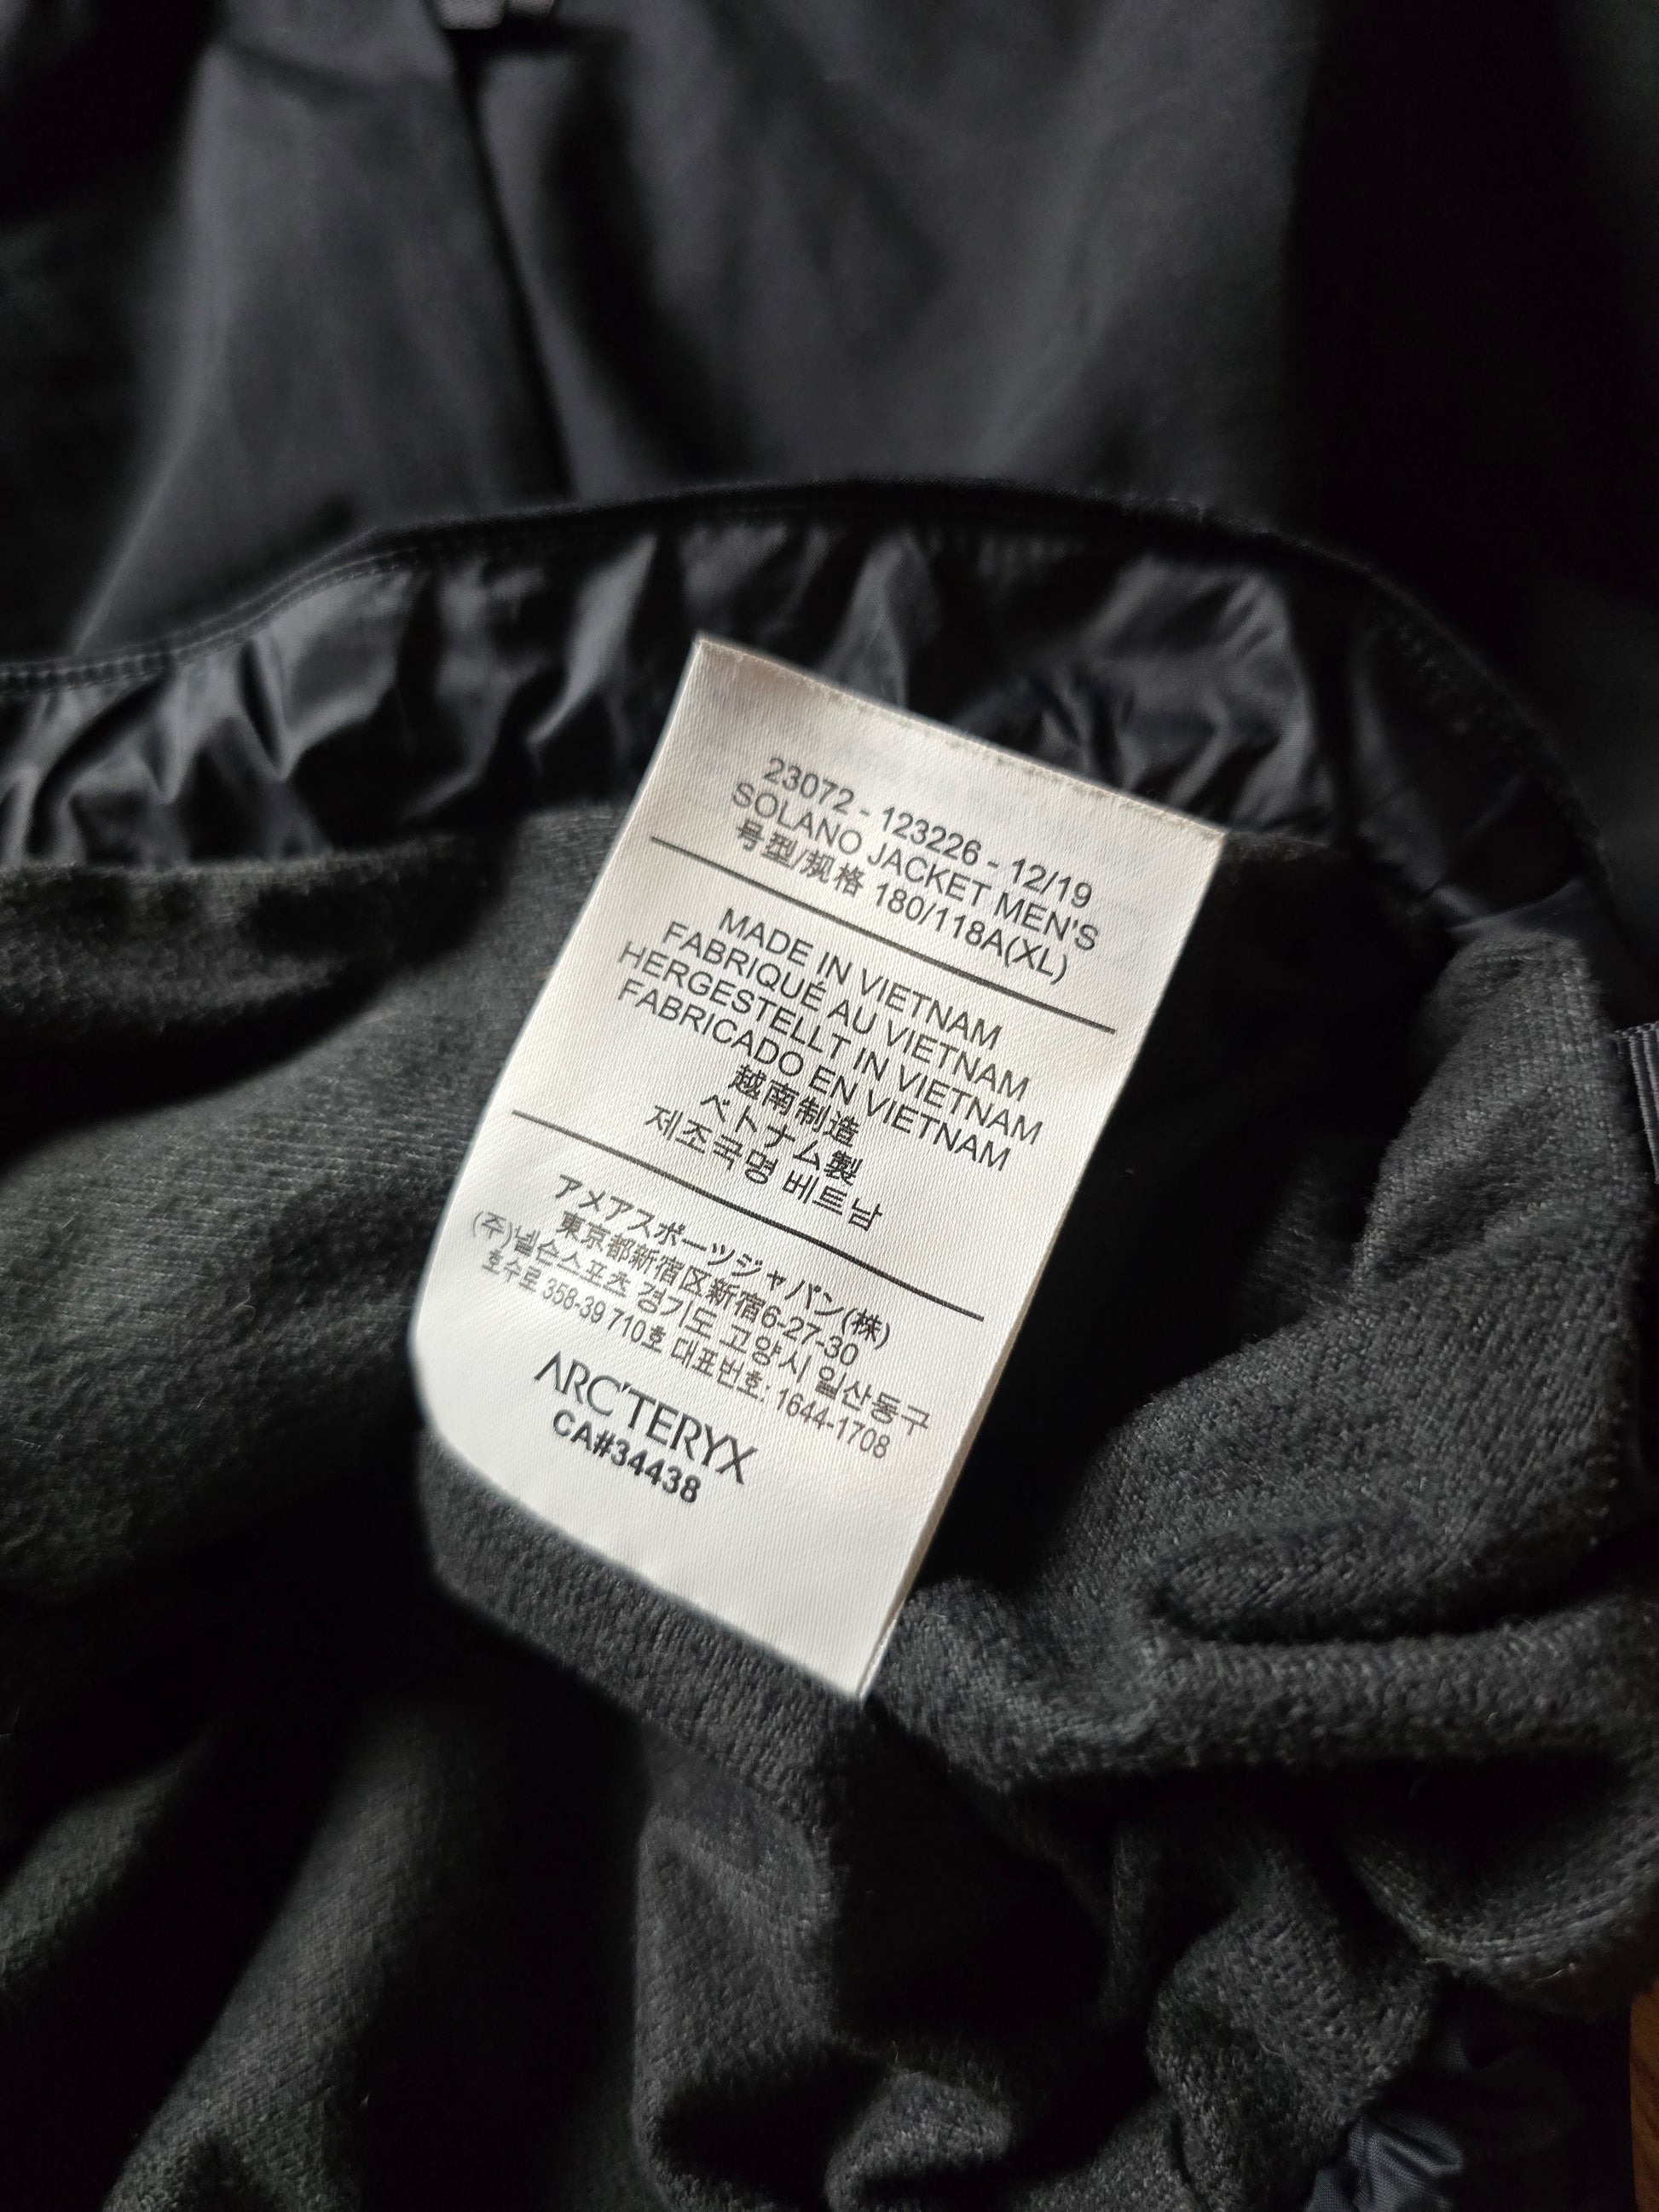 23072 - 123226 - 12/19
SOLANO JACKET MEN'S
号型/规格 180/118A(XL)
MADE IN VIETNAM
FABRIQUÉ AU VIETNAM
HERGESTELLT IN VIETNAM
FABRICADO EN VIETNAM
越南制造
ベトナム製
제조국명 베트남
アメアスポーツジャパン(株)
東京都新宿区新宿6-27-30
(주)넬슨스포츠 경기도 고양시 일산동구
호수로 358-39 710호 대표번호: 1644-1708
ARC'TERYX
CA#34438